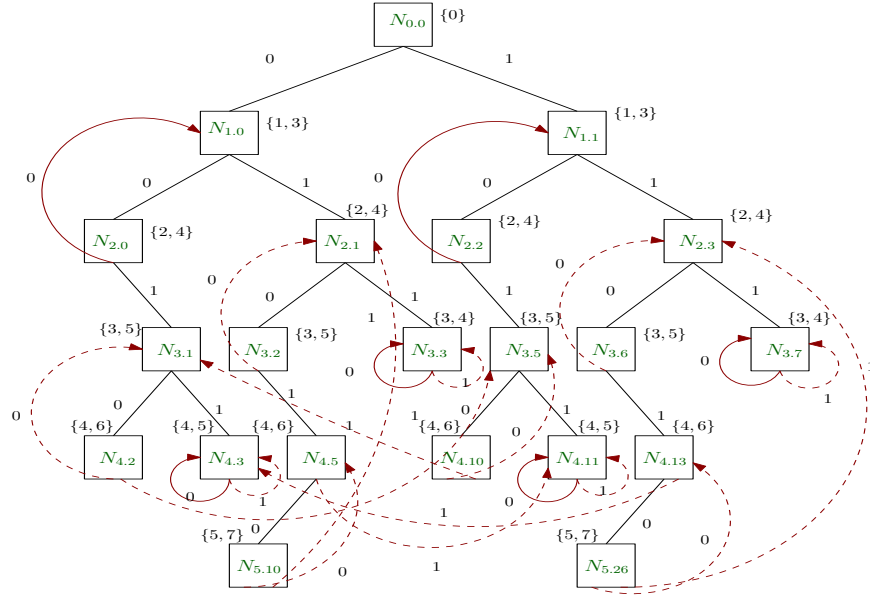 N0.0 {0}
0 1
N1.0 {1, 3} N1.1 {1, 3}
0 0 1 0 0 1
N2.0 {2, 4} N2.1 {2, 4} N2.2 {2, 4} N2.3 {2, 4}
1 0 0 1 1 0 0 1
N3.1 {3, 5} N3.2 {3, 5} N3.3 {3, 4} 1 N3.5 {3, 5} N3.6 {3, 5} N3.7 {3, 4}
0 0 1 1 0 1 0 1 0 1 1 0 1 1
N4.2 {4, 6} N4.3 {4, 5} N4.5 {4, 6} N4.10 {4, 6} N4.11 {4, 5} N4.13 {4, 6}
0 1 0 1 0 0 1 0 1 0 0
N5.10 {5, 7} N5.26 {5, 7}
0 1